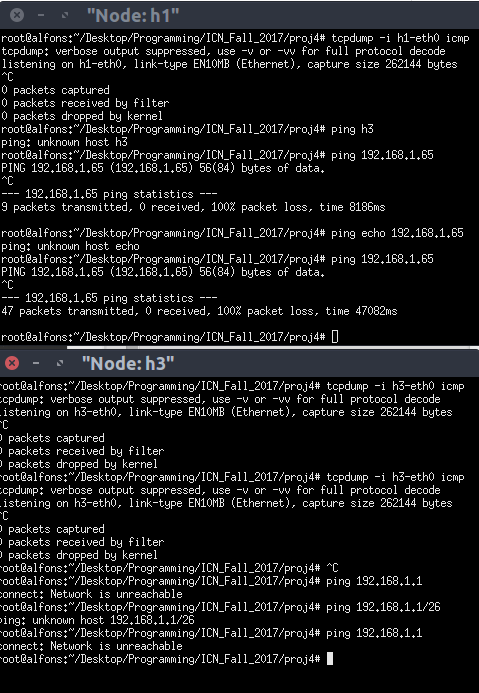 "Node: h1"
root@alfons:~/Desktop/Programming/ICN_Fall_2017/proj4# tcpdump -i h1-eth0 icmp
tcpdump: verbose output suppressed, use -v or -vv for full protocol decode
listening on h1-eth0, link-type EN10MB (Ethernet), capture size 262144 bytes
^C
0 packets captured
0 packets received by filter
0 packets dropped by kernel
root@alfons:~/Desktop/Programming/ICN_Fall_2017/proj4# ping h3
ping: unknown host h3
root@alfons:~/Desktop/Programming/ICN_Fall_2017/proj4# ping 192.168.1.65
PING 192.168.1.65 (192.168.1.65) 56(84) bytes of data.
^C
--- 192.168.1.65 ping statistics ---
9 packets transmitted, 0 received, 100% packet loss, time 8186ms

root@alfons:~/Desktop/Programming/ICN_Fall_2017/proj4# ping echo 192.168.1.65
ping: unknown host echo
root@alfons:~/Desktop/Programming/ICN_Fall_2017/proj4# ping 192.168.1.65
PING 192.168.1.65 (192.168.1.65) 56(84) bytes of data.
^C
--- 192.168.1.65 ping statistics ---
47 packets transmitted, 0 received, 100% packet loss, time 47082ms

root@alfons:~/Desktop/Programming/ICN_Fall_2017/proj4#
"Node: h3"
root@alfons:~/Desktop/Programming/ICN_Fall_2017/proj4# tcpdump -i h3-eth0 icmp
tcpdump: verbose output suppressed, use -v or -vv for full protocol decode
listening on h3-eth0, link-type EN10MB (Ethernet), capture size 262144 bytes
^C
0 packets captured
0 packets received by filter
0 packets dropped by kernel
root@alfons:~/Desktop/Programming/ICN_Fall_2017/proj4# tcpdump -i h3-eth0 icmp
tcpdump: verbose output suppressed, use -v or -vv for full protocol decode
listening on h3-eth0, link-type EN10MB (Ethernet), capture size 262144 bytes
^C
0 packets captured
0 packets received by filter
0 packets dropped by kernel
root@alfons:~/Desktop/Programming/ICN_Fall_2017/proj4# ^C
root@alfons:~/Desktop/Programming/ICN_Fall_2017/proj4# ping 192.168.1.1
connect: Network is unreachable
root@alfons:~/Desktop/Programming/ICN_Fall_2017/proj4# ping 192.168.1.1/26
ping: unknown host 192.168.1.1/26
root@alfons:~/Desktop/Programming/ICN_Fall_2017/proj4# ping 192.168.1.1
connect: Network is unreachable
root@alfons:~/Desktop/Programming/ICN_Fall_2017/proj4#